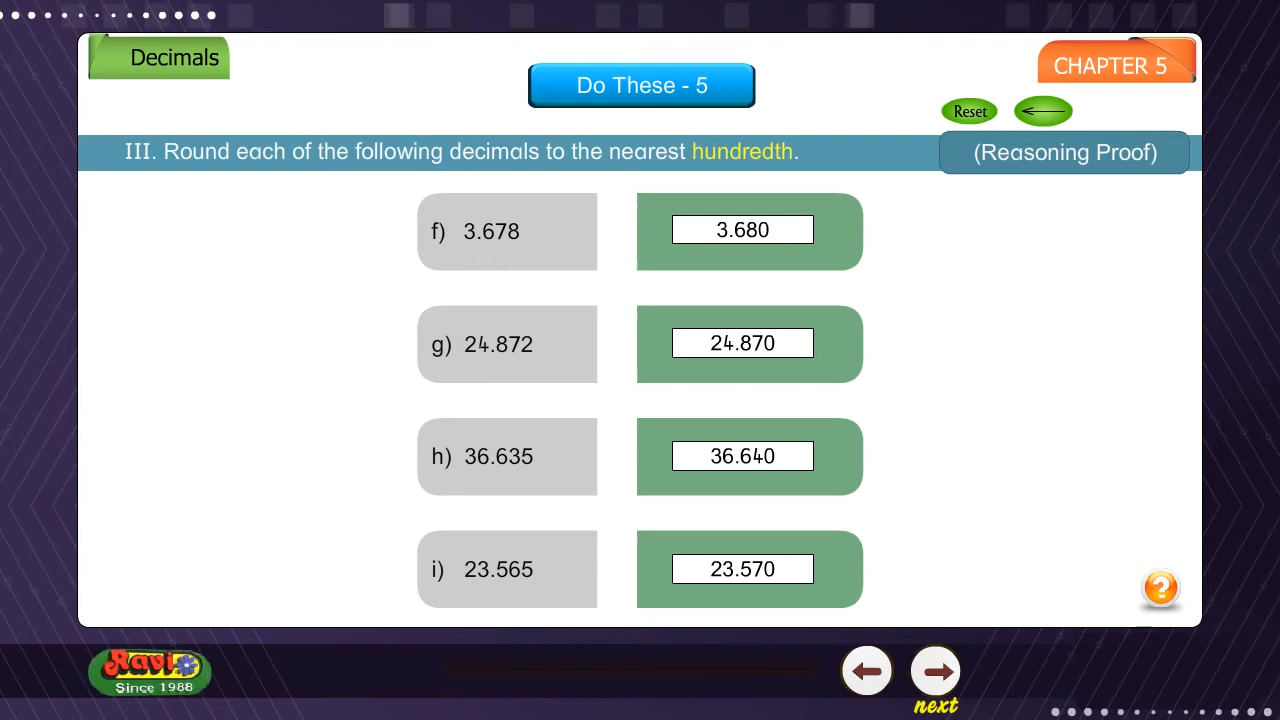 Decimals
CHAPTER 5
Do These - 5
Reset
III. Round each of the following decimals to the nearest hundredth.
(Reasoning Proof)
f) 3.678
3.680
g) 24.872
24.870
h) 36.635
36.640
i) 23.565
23.570
?
Ravi
Since 1988
next